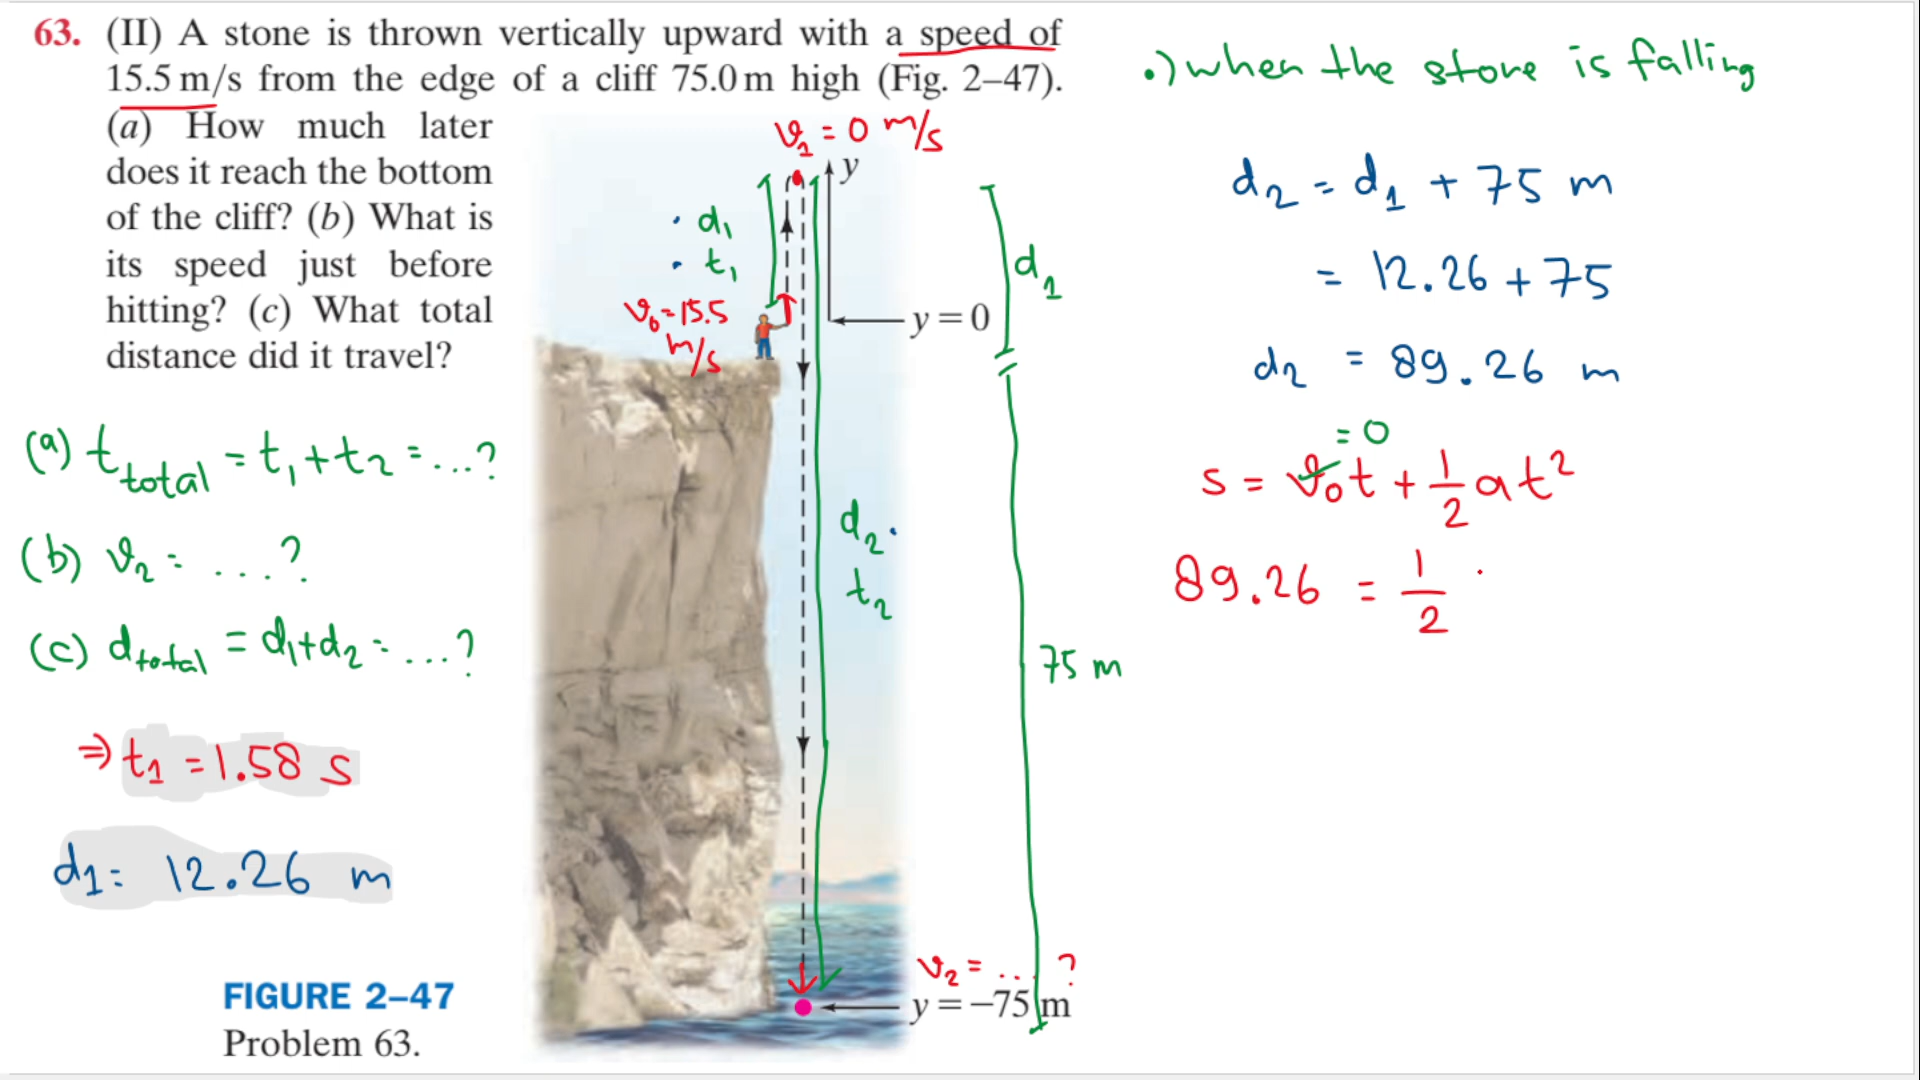 63. (II) A stone is thrown vertically upward with a speed of
15.5 m/s from the edge of a cliff 75.0 m high (Fig. 2–47).
(a) How much later
does it reach the bottom
of the cliff? (b) What is
its speed just before
hitting? (c) What total
distance did it travel?
(a) t total = t₁ + t₂ = ...?
(b) v₂ = ...?
(c) d total = d₁ + d₂ = ...?
⇒ t₁ = 1.58 s
d₁ = 12.26 m
FIGURE 2–47
Problem 63.
v₁ = 0 m/s
y
· d₁
· t₁
v₀ = 15.5
m/s
y = 0
d₁
d₂
t₂
75 m
v₂ = ... ?
y = −75 m
•) when the stone is falling
d₂ = d₁ + 75 m
= 12.26 + 75
d₂ = 89.26 m
= 0
s = v₀t + 1/2 at²
89.26 = 1/2 ·